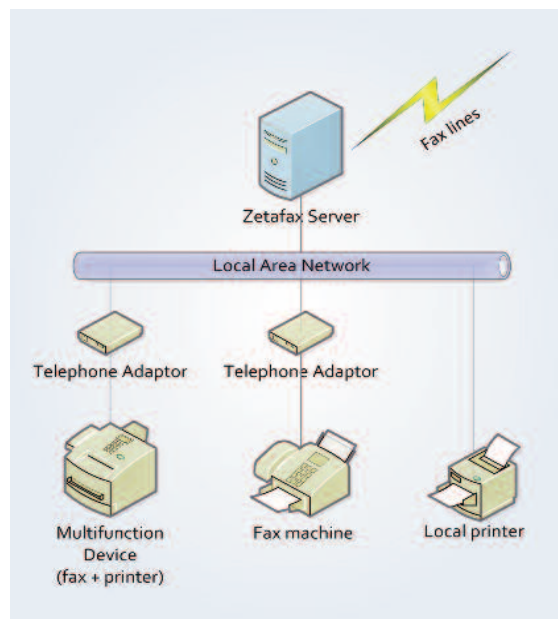 Fax lines
Zetafax Server
Local Area Network
Telephone Adaptor
Telephone Adaptor
Multifunction
Device
(fax + printer)
Fax machine
Local printer